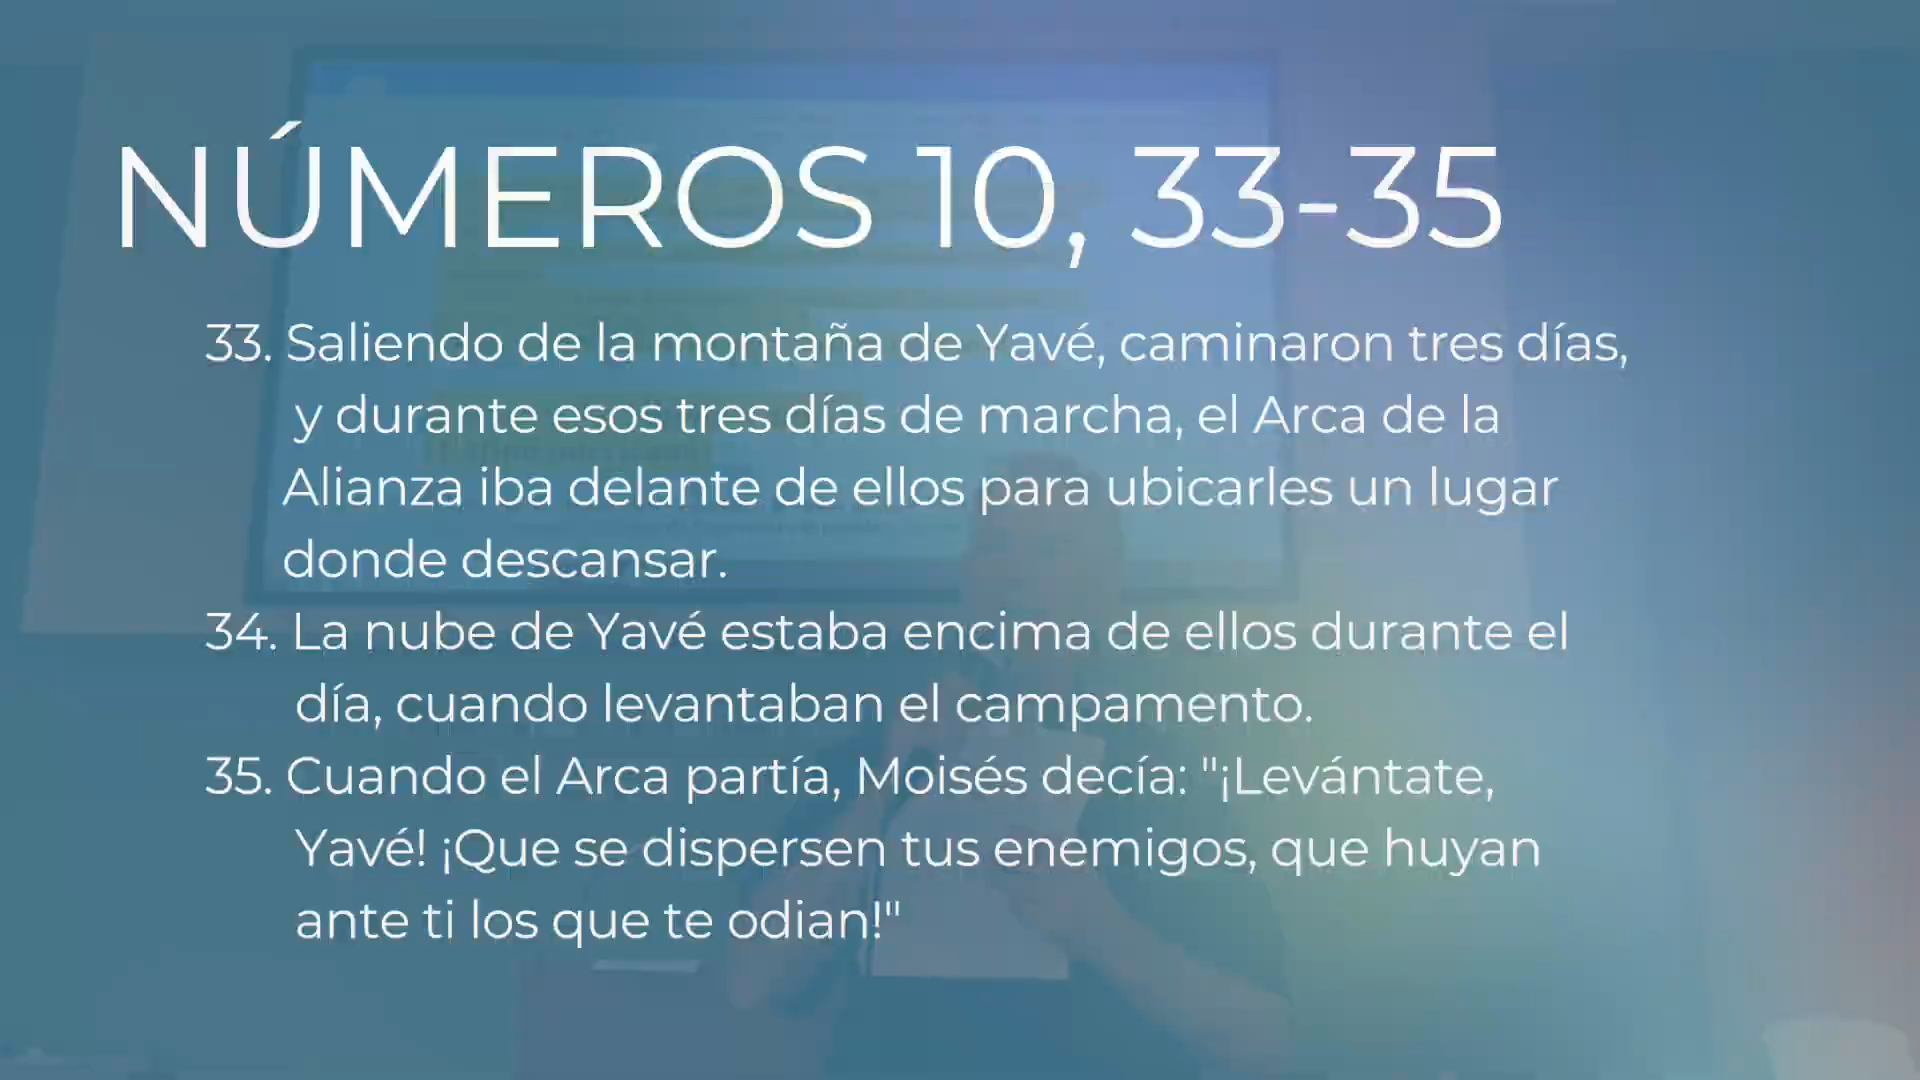 NÚMEROS 10, 33-35
33. Saliendo de la montaña de Yavé, caminaron tres días,
y durante esos tres días de marcha, el Arca de la
Alianza iba delante de ellos para ubicarles un lugar
donde descansar.
34. La nube de Yavé estaba encima de ellos durante el
día, cuando levantaban el campamento.
35. Cuando el Arca partía, Moisés decía: "¡Levántate,
Yavé! ¡Que se dispersen tus enemigos, que huyan
ante ti los que te odian!"